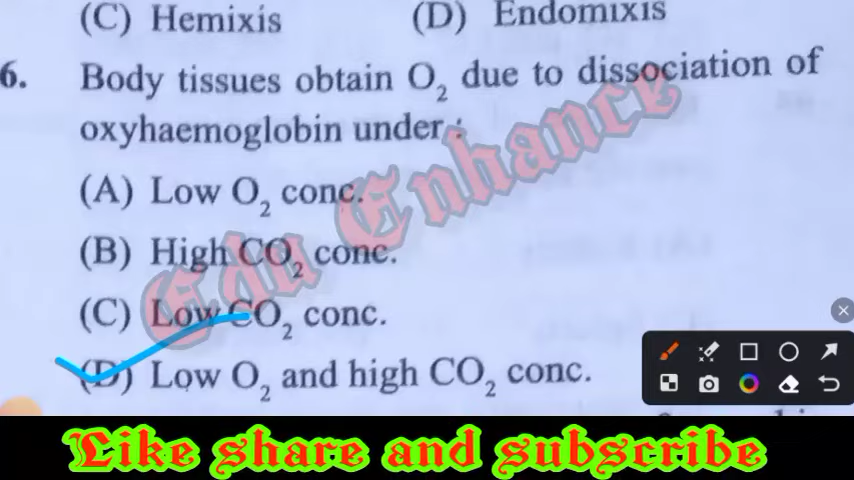 (C) Hemixis (D) Endomixis
6. Body tissues obtain O₂ due to dissociation of
oxyhaemoglobin under :
(A) Low O₂ conc.
(B) High CO₂ conc.
(C) Low CO₂ conc.
(D) Low O₂ and high CO₂ conc.
Edu Enhance
Like share and subscribe